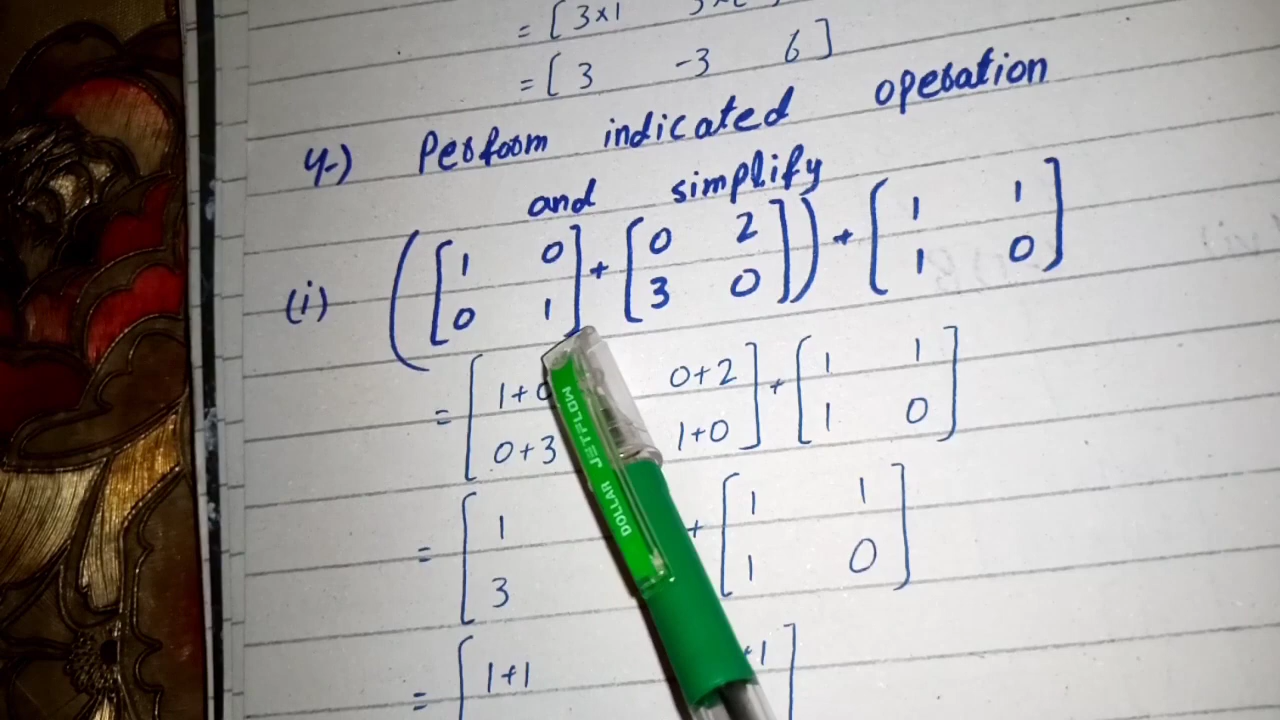 = [ 3×1
= [ 3 -3 6 ]
4-) Perform indicated operation
and simplify
(i) ( [ 1 0 + [ 0 2 ] ) + [ 1 1 ]
0 1 ] 3 0 1 0
= [ 1+0 0+2 ] + [ 1 1 ]
0+3 1+0 1 0
= [ 1 + [ 1 1 ]
3 1 0
= [ 1+1 +1 ]
DOLLAR JETFLOW